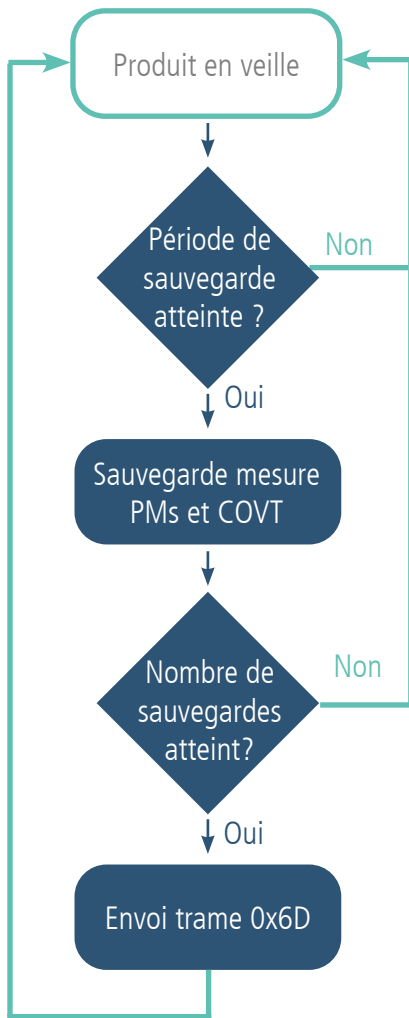 Produit en veille
Période de
sauvegarde
atteinte ?
Non
Oui
Sauvegarde mesure
PMs et COVT
Nombre de
sauvegardes
atteint?
Non
Oui
Envoi trame 0x6D